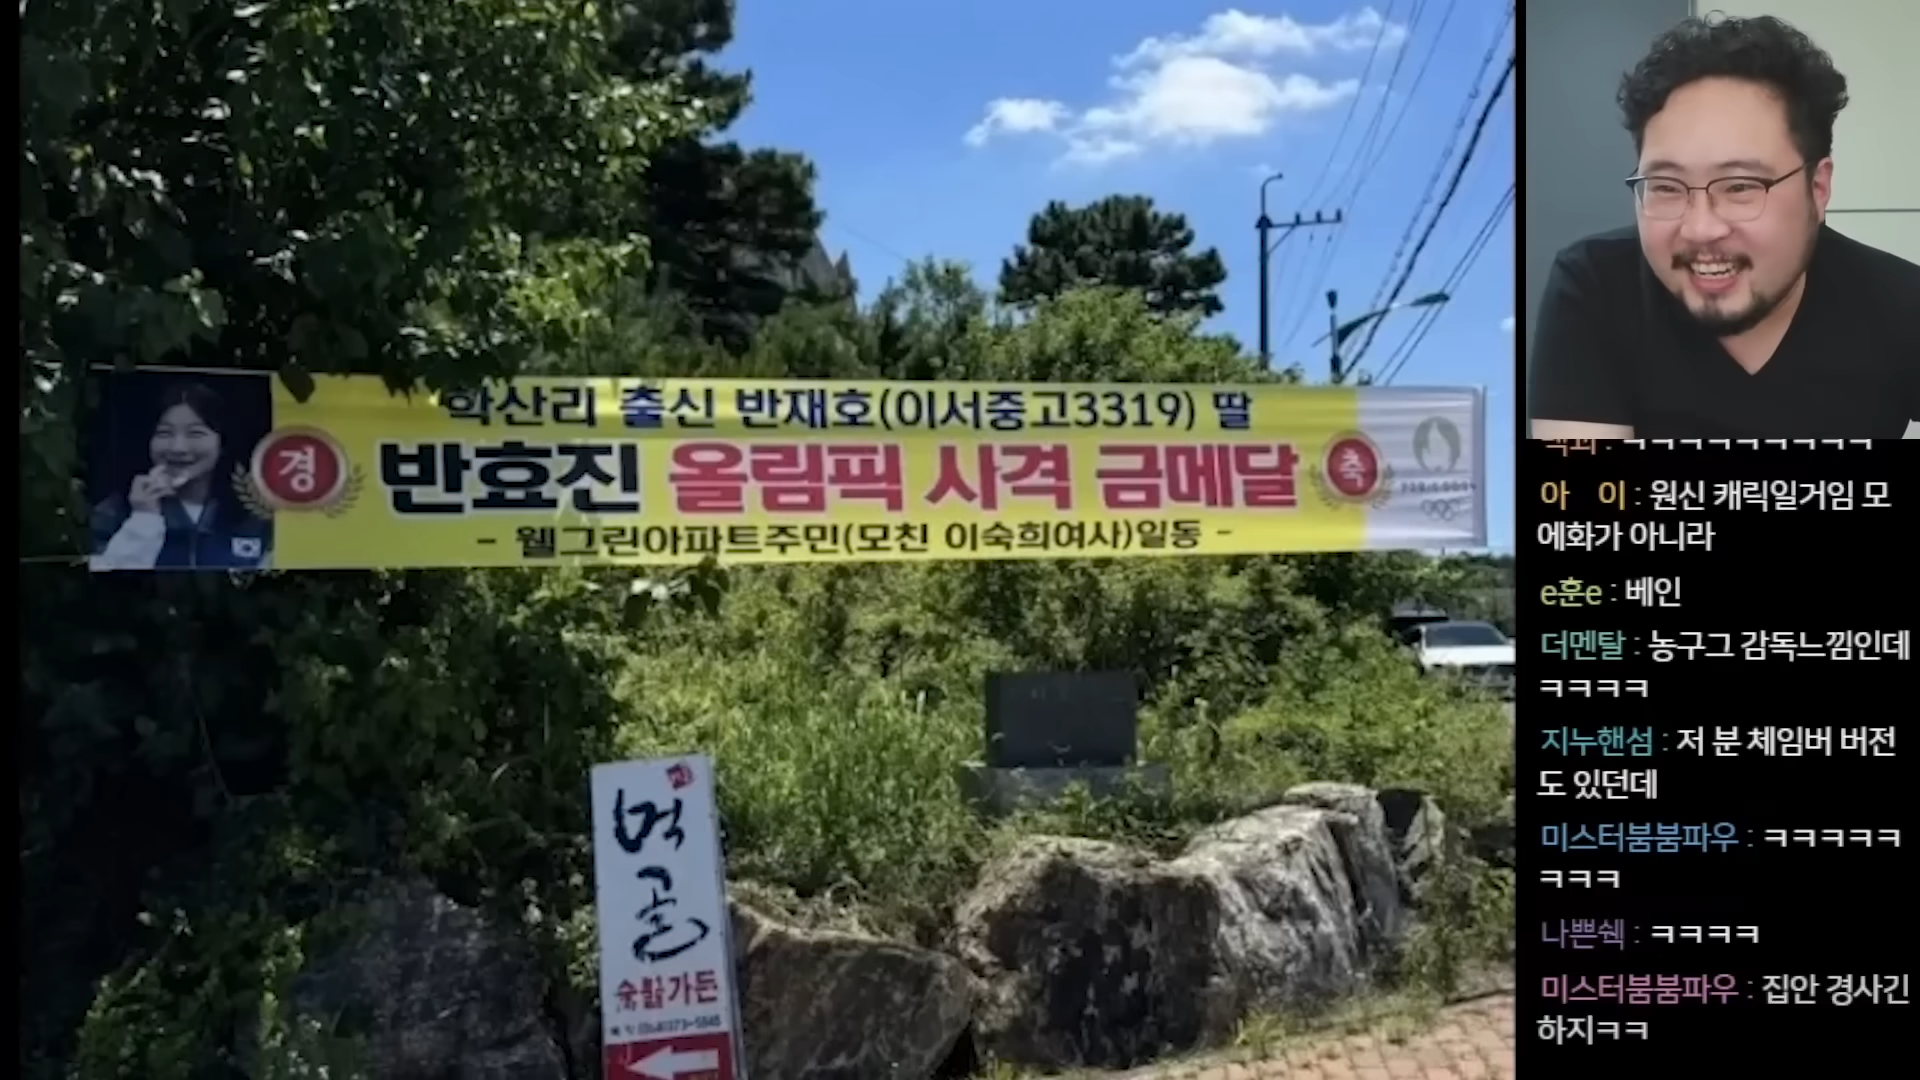 학산리 출신 반재호(이서중고3319) 딸
경 반효진 올림픽 사격 금메달 축
- 웰그린아파트주민(모친 이숙희여사)일동 -
먹골
숯불가든
아 이 : 원신 캐릭일거임 모
에화가 아니라
e훈e : 베인
더멘탈 : 농구그 감독느낌인데
ㅋㅋㅋㅋ
지누핸섬 : 저 분 체임버 버전
도 있던데
미스터붐붐파우 : ㅋㅋㅋㅋㅋ
ㅋㅋㅋ
나쁜쉑 : ㅋㅋㅋㅋ
미스터붐붐파우 : 집안 경사긴
하지ㅋㅋ